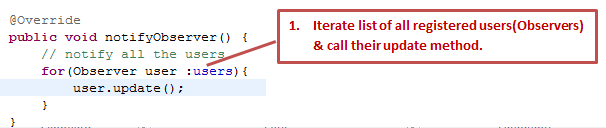 @Override
public void notifyObserver() {
// notify all the users
for(Observer user :users){
user.update();
}
}
1. Iterate list of all registered users(Observers)
& call their update method.